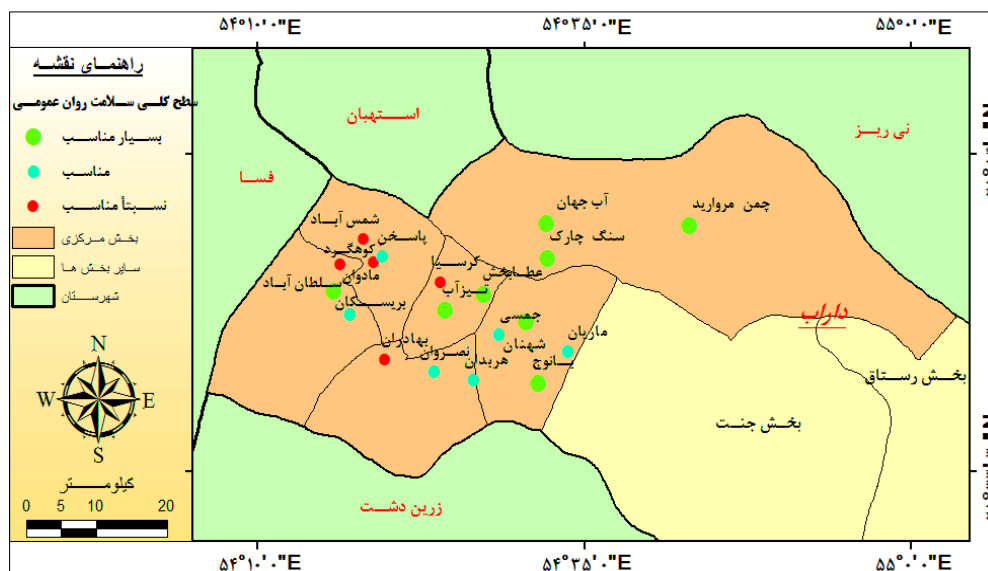 ۵۴°۱۰'۰"E ۵۴°۳۵'۰"E ۵۵°۰'۰"E
راهنمای نقشه
سطح کلی سلامت روان عمومی
بسیار مناسب
مناسب
نسبتاً مناسب
بخش مرکزی
سایر بخش ها
شهرستان
N
W E
S
کیلومتر
0 5 10 20
استهبان
نی ریز
فسا
آب جهان
چمن مروارید
شمس آباد
پاسخن
سنگ چارک
کوهگرد
کرسیا
مادوان
عطابخش
سلطان آباد
تیزآب
بریسکان
جمسی
شهنان
ماریان
داراب
بهادران
نصروان
هربدان
یانوج
بخش رستاق
بخش جنت
زرین دشت
۵۴°۱۰'۰"E ۵۴°۳۵'۰"E ۵۵°۰'۰"E